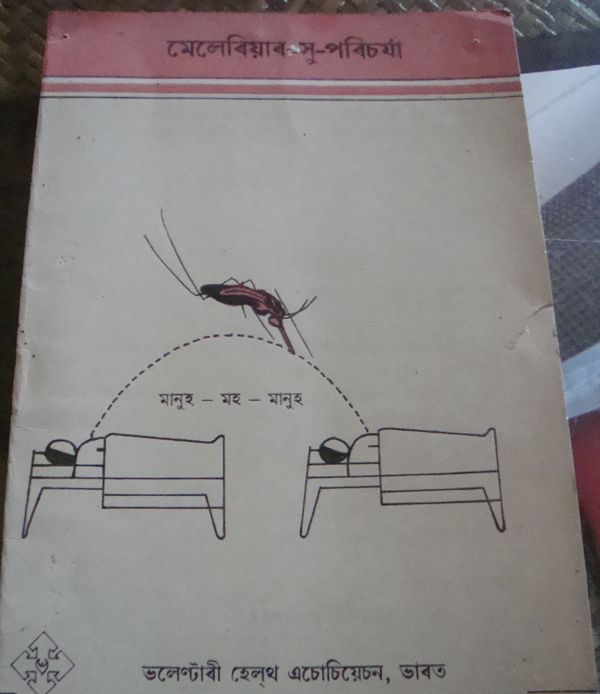 মেলেৰিয়াৰ সু-পৰিচৰ্যা
মানুহ – মহ – মানুহ
ভলেণ্টাৰী হেল্‌থ এচোচিয়েচন, ভাৰত